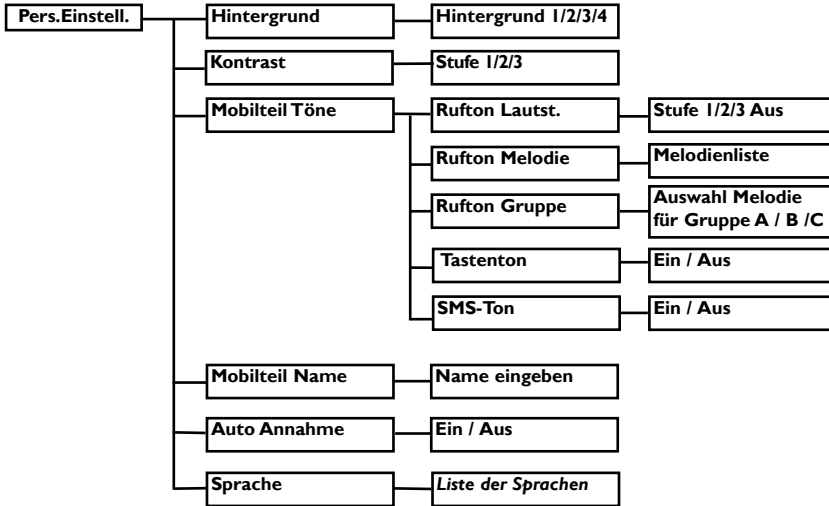 Pers.Einstell.
Hintergrund
Hintergrund 1/2/3/4
Kontrast
Stufe 1/2/3
Mobilteil Töne
Rufton Lautst.
Stufe 1/2/3 Aus
Rufton Melodie
Melodienliste
Rufton Gruppe
Auswahl Melodie
für Gruppe A / B /C
Tastenton
Ein / Aus
SMS-Ton
Ein / Aus
Mobilteil Name
Name eingeben
Auto Annahme
Ein / Aus
Sprache
Liste der Sprachen